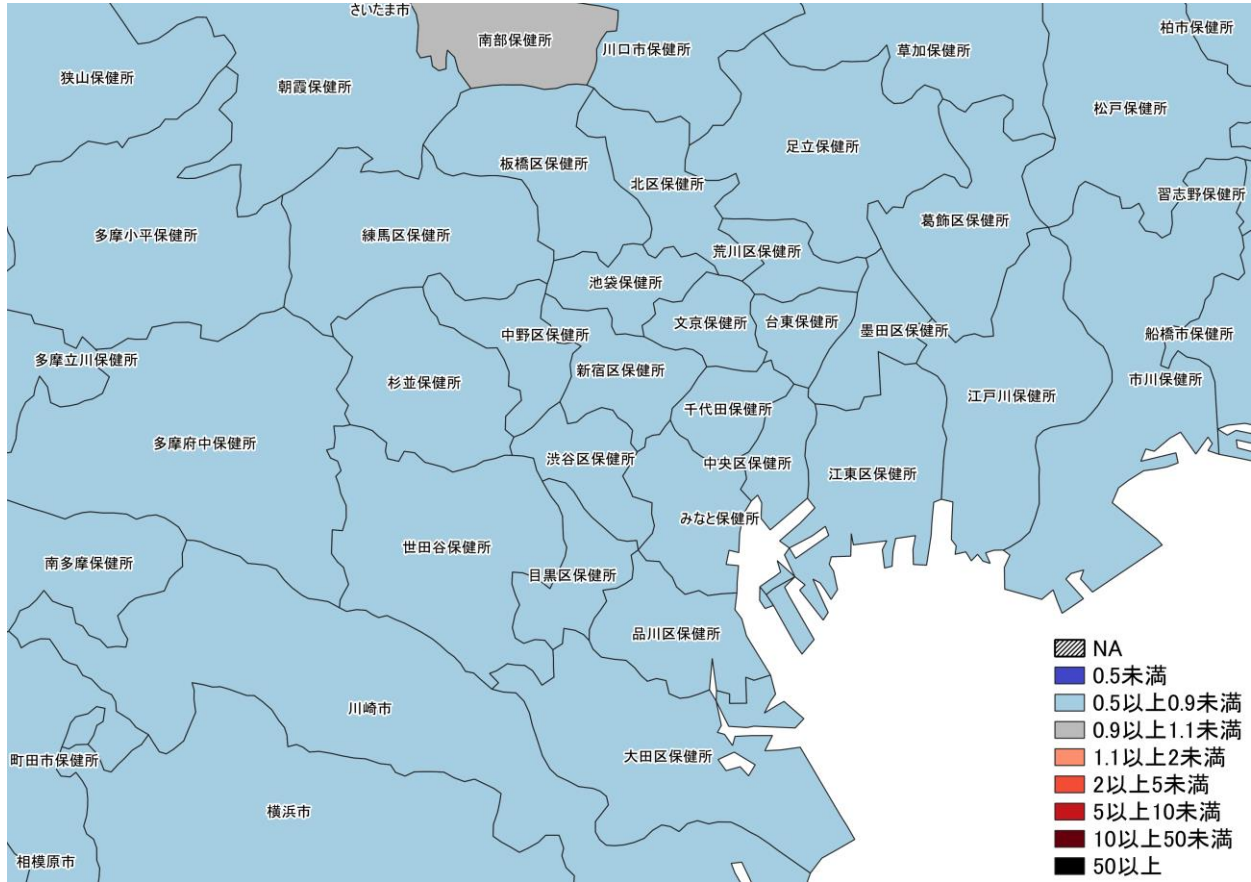 さいたま市
南部保健所
川口市保健所
草加保健所
柏市保健所
狭山保健所
朝霞保健所
松戸保健所
足立保健所
板橋区保健所
北区保健所
習志野保健所
葛飾区保健所
多摩小平保健所
練馬区保健所
荒川区保健所
池袋保健所
文京保健所
台東保健所
墨田区保健所
船橋市保健所
中野区保健所
多摩立川保健所
新宿区保健所
杉並保健所
市川保健所
江戸川保健所
千代田保健所
多摩府中保健所
渋谷区保健所
中央区保健所
江東区保健所
みなと保健所
世田谷保健所
南多摩保健所
目黒区保健所
品川区保健所
川崎市
大田区保健所
町田市保健所
横浜市
相模原市
NA
0.5未満
0.5以上0.9未満
0.9以上1.1未満
1.1以上2未満
2以上5未満
5以上10未満
10以上50未満
50以上